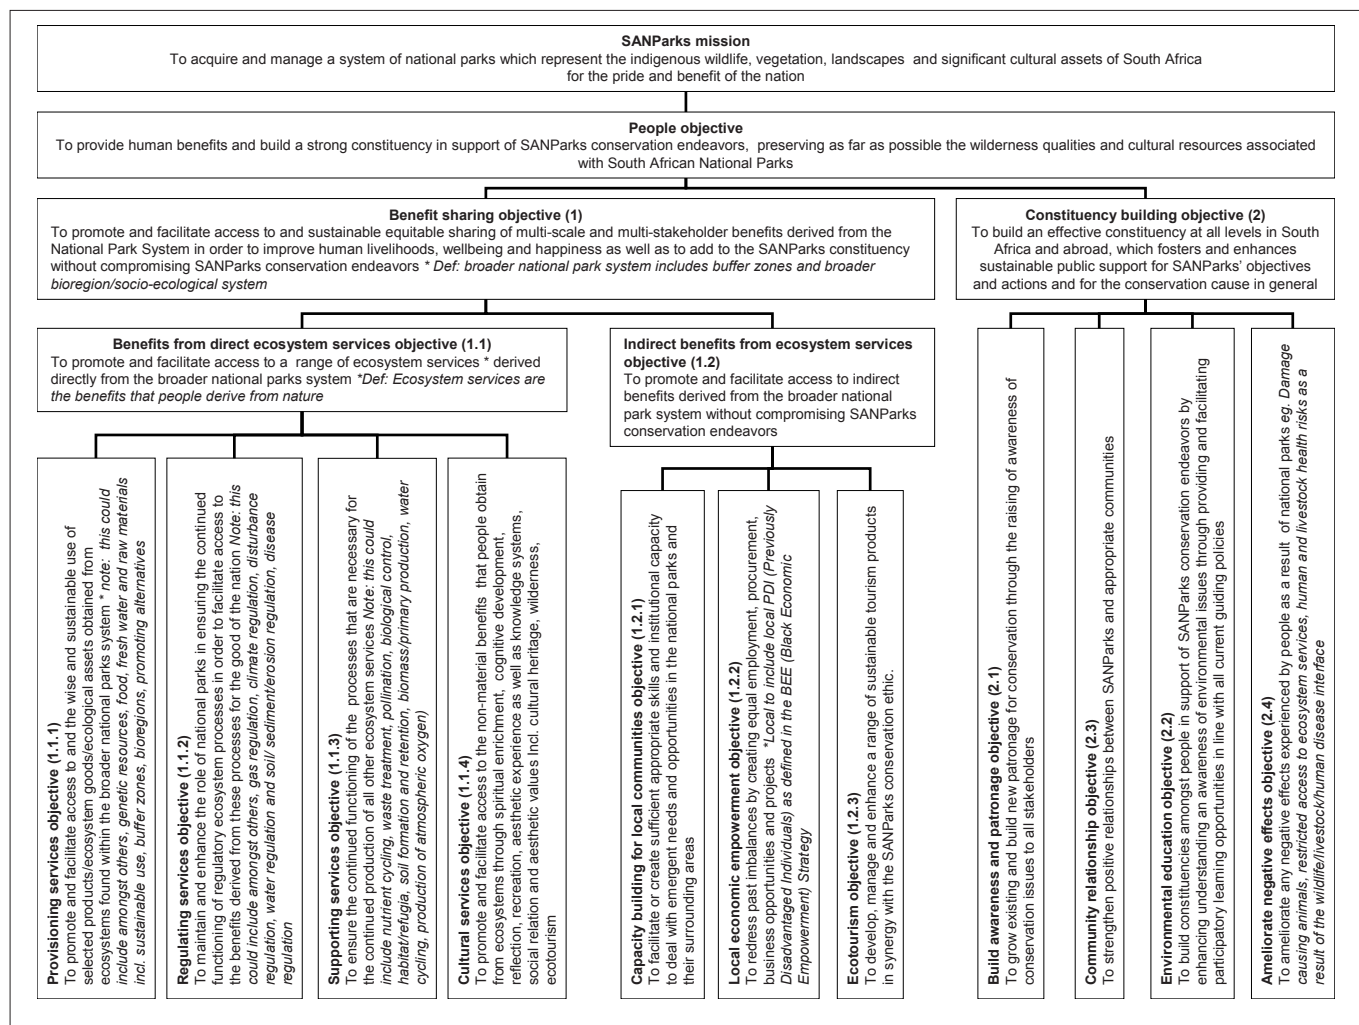 SANParks mission
To acquire and manage a system of national parks which represent the indigenous wildlife, vegetation, landscapes and significant cultural assets of South Africa
for the pride and benefit of the nation
People objective
To provide human benefits and build a strong constituency in support of SANParks conservation endeavors, preserving as far as possible the wilderness qualities and cultural resources associated
with South African National Parks
Benefit sharing objective (1)
To promote and facilitate access to and sustainable equitable sharing of multi-scale and multi-stakeholder benefits derived from the
National Park System in order to improve human livelihoods, wellbeing and happiness as well as to add to the SANParks constituency
without compromising SANParks conservation endeavors * Def: broader national park system includes buffer zones and broader
bioregion/socio-ecological system
Constituency building objective (2)
To build an effective constituency at all levels in South
Africa and abroad, which fosters and enhances
sustainable public support for SANParks' objectives
and actions and for the conservation cause in general
Benefits from direct ecosystem services objective (1.1)
To promote and facilitate access to a range of ecosystem services * derived
directly from the broader national parks system *Def: Ecosystem services are
the benefits that people derive from nature
Indirect benefits from ecosystem services
objective (1.2)
To promote and facilitate access to indirect
benefits derived from the broader national
park system without compromising SANParks
conservation endeavors
Provisioning services objective (1.1.1)
To promote and facilitate access to and the wise and sustainable use of
selected products/ecosystem goods/ecological assets obtained from
ecosystems found within the broader national parks system * note: this could
include amongst others, genetic resources, food, fresh water and raw materials
incl. sustainable use, buffer zones, bioregions, promoting alternatives
Regulating services objective (1.1.2)
To maintain and enhance the role of national parks in ensuring the continued
functioning of regulatory ecosystem processes in order to facilitate access to
the benefits derived from these processes for the good of the nation Note: this
could include amongst others, gas regulation, climate regulation, disturbance
regulation, water regulation and soil/ sediment/erosion regulation, disease
regulation
Supporting services objective (1.1.3)
To ensure the continued functioning of the processes that are necessary for
the continued production of all other ecosystem services Note: this could
include nutrient cycling, waste treatment, pollination, biological control,
habitat/refugia, soil formation and retention, biomass/primary production, water
cycling, production of attmospheric oxygen)
Cultural services objective (1.1.4)
To promote and facilitate access to the non-material benefits that people obtain
from ecosystems through spiritual enrichment, cognitive development,
reflection, recreation, aesthetic experience as well as knowledge systems,
social relation and aesthetic values Incl. cultural heritage, wilderness,
ecotourism
Capacity building for local communities objective (1.2.1)
To facilitate or create sufficient appropriate skills and institutional capacity
to deal with emergent needs and opportunities in the national parks and
their surrounding areas
Local economic empowerment objective (1.2.2)
To redress past imbalances by creating equal employment, procurement,
business opportunities and projects *Local to include local PDI (Previously
Disadvantaged Individuals) as defined in the BEE (Black Economic
Empowerment) Strategy
Ecotourism objective (1.2.3)
To develop, manage and enhance a range of sustainable tourism products
in synergy with the SANParks conservation ethic.
Build awareness and patronage objective (2.1)
To grow existing and build new patronage for conservation through the raising of awareness of
conservation issues to all stakeholders
Community relationship objective (2.3)
To strengthen positive relationships between SANParks and appropriate communities
Environmental education objective (2.2)
To build constituencies amongst people in support of SANParks conservation endeavors by
enhancing understanding an awareness of environmental issues through providing and facilitating
participatory learning opportunities in line with all current guiding policies
Ameliorate negative effects objective (2.4)
To ameliorate any negative effects experienced by people as a result of national parks eg. Damage
causing animals, restricted access to ecosystem services, human and livestock health risks as a
result of the wildlife/livestock/human disease interface